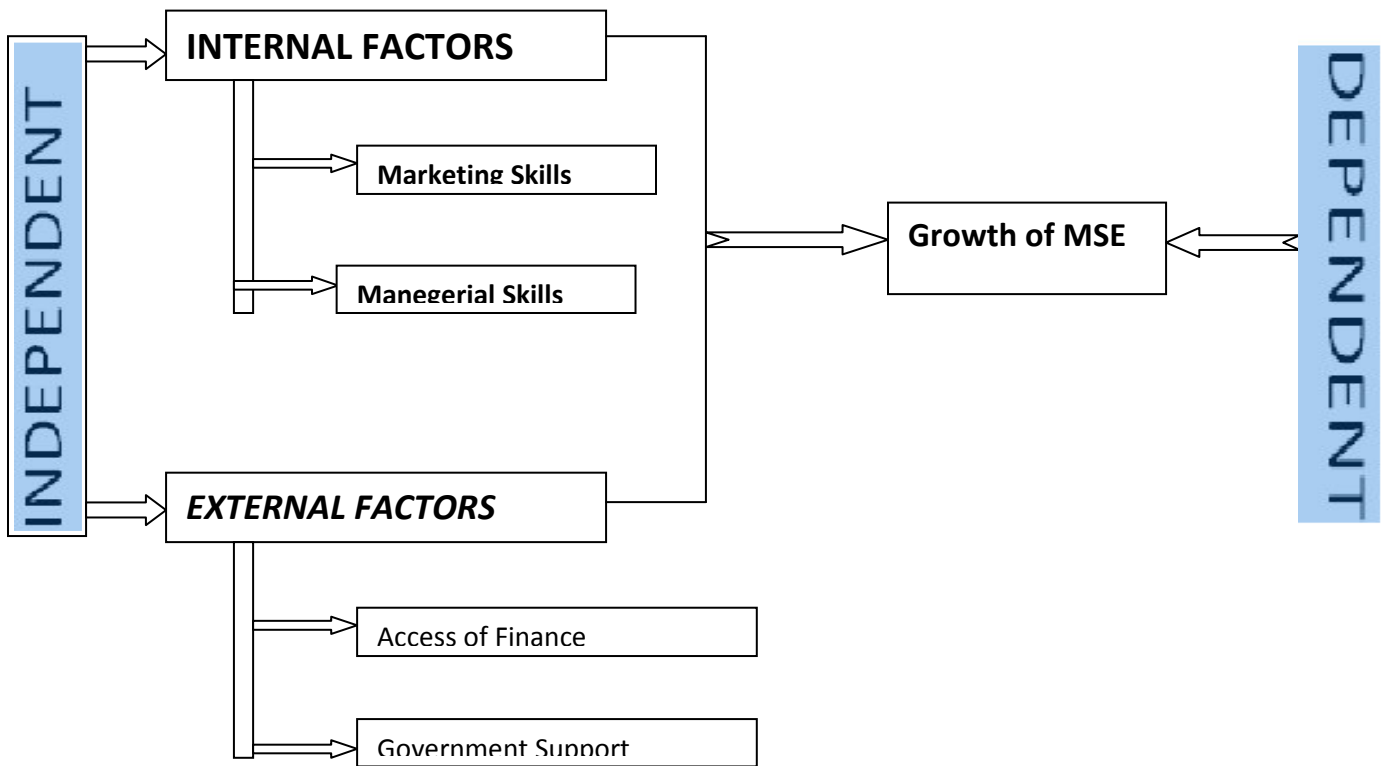 INDEPENDENT
INTERNAL FACTORS
Marketing Skills
Manegerial Skills
EXTERNAL FACTORS
Access of Finance
Government Support
Growth of MSE
DEPENDENT